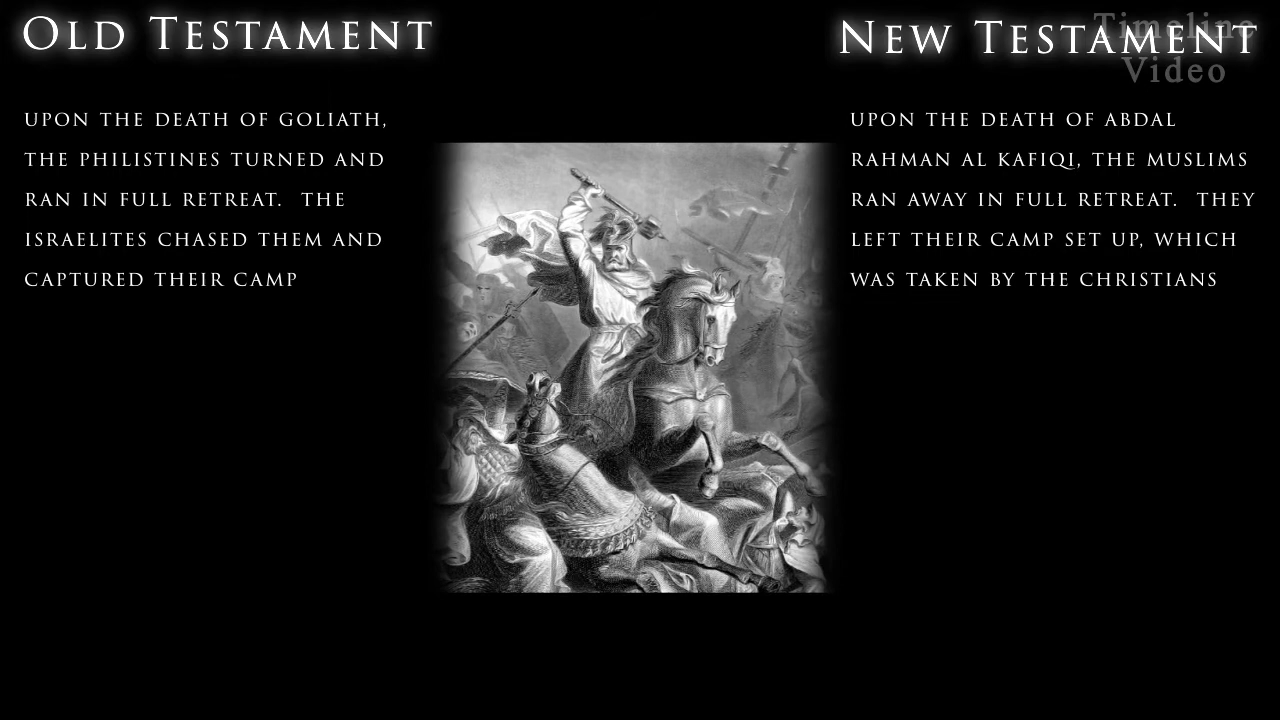 Old Testament
UPON THE DEATH OF GOLIATH,
THE PHILISTINES TURNED AND
RAN IN FULL RETREAT. THE
ISRAELITES CHASED THEM AND
CAPTURED THEIR CAMP
New Testament
Timeline
Video
UPON THE DEATH OF ABDAL
RAHMAN AL KAFIQI, THE MUSLIMS
RAN AWAY IN FULL RETREAT. THEY
LEFT THEIR CAMP SET UP, WHICH
WAS TAKEN BY THE CHRISTIANS